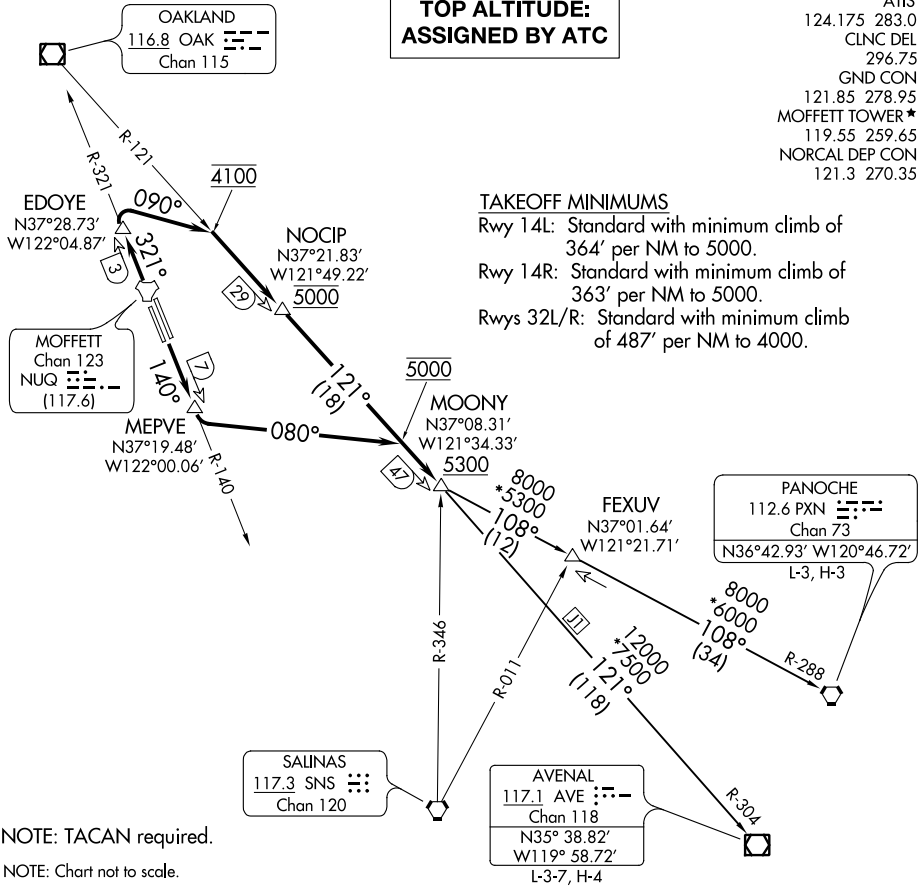 OAKLAND
116.8 OAK
Chan 115
TOP ALTITUDE:
ASSIGNED BY ATC
ATIS
124.175 283.0
CLNC DEL
296.75
GND CON
121.85 278.95
MOFFETT TOWER★
119.55 259.65
NORCAL DEP CON
121.3 270.35
R-121
R-321
4100
090°
EDOYE
N37°28.73'
W122°04.87'
321°
3
NOCIP
N37°21.83'
W121°49.22'
5000
29
TAKEOFF MINIMUMS
Rwy 14L: Standard with minimum climb of
364' per NM to 5000.
Rwy 14R: Standard with minimum climb of
363' per NM to 5000.
Rwys 32L/R: Standard with minimum climb
of 487' per NM to 4000.
MOFFETT
Chan 123
NUQ
(117.6)
7
140°
121°
(18)
5000
MOONY
N37°08.31'
W121°34.33'
5300
MEPVE
N37°19.48'
W122°00.06'
080°
R-140
47
8000
*5300
108°
(12)
FEXUV
N37°01.64'
W121°21.71'
PANOCHE
112.6 PXN
Chan 73
N36°42.93' W120°46.72'
L-3, H-3
8000
*6000
108°
(34)
R-288
J1
12000
*7500
121°
(118)
R-346
R-011
SALINAS
117.3 SNS
Chan 120
AVENAL
117.1 AVE
Chan 118
N35° 38.82'
W119° 58.72'
L-3-7, H-4
R-304
NOTE: TACAN required.
NOTE: Chart not to scale.